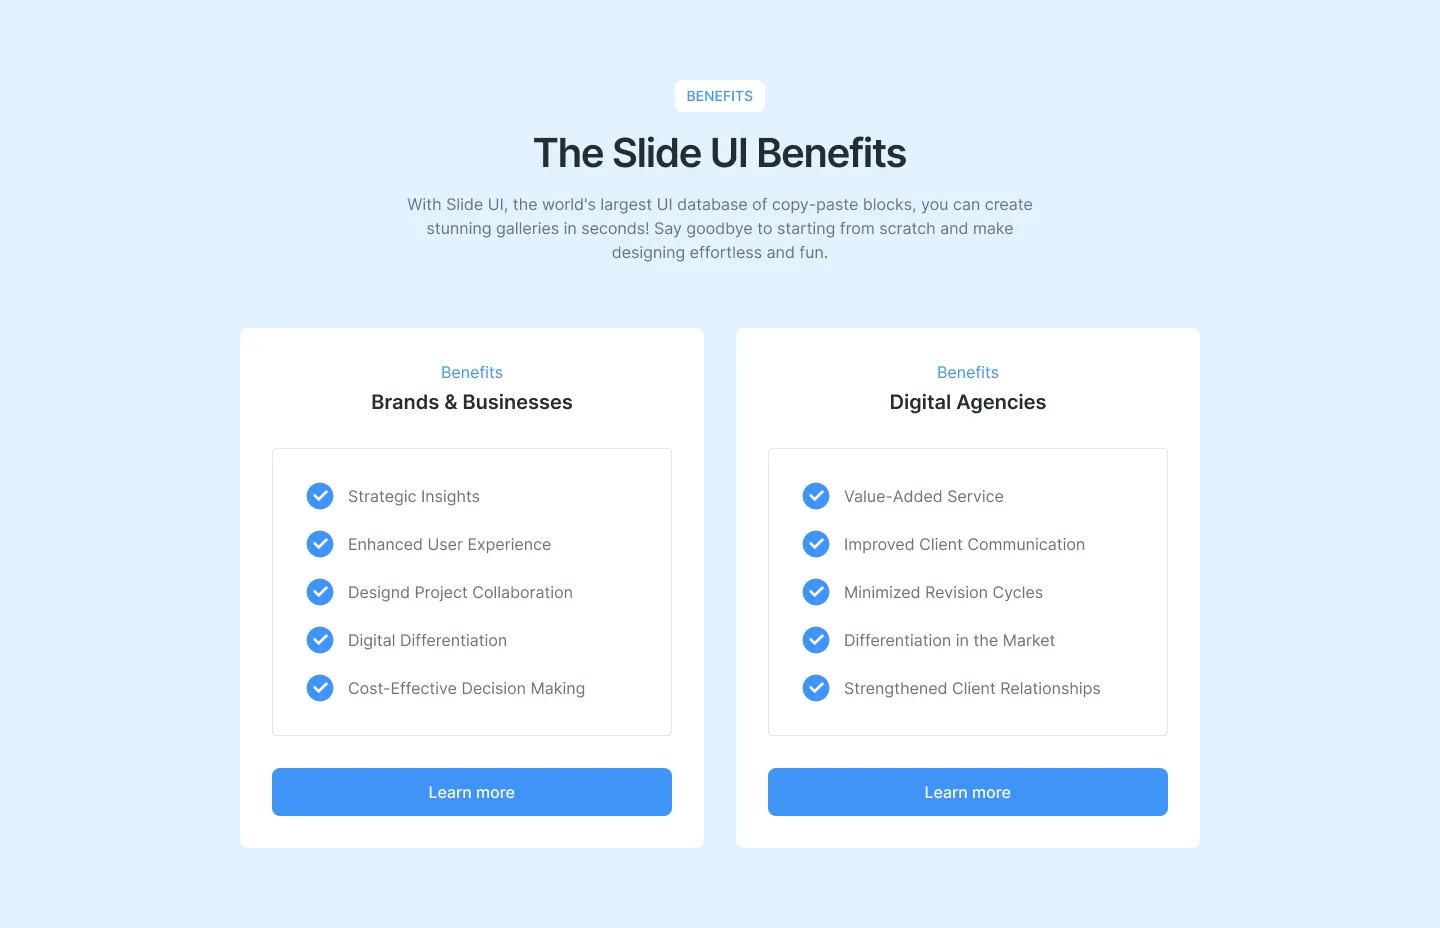 BENEFITS
The Slide UI Benefits
With Slide UI, the world's largest UI database of copy-paste blocks, you can create
stunning galleries in seconds! Say goodbye to starting from scratch and make
designing effortless and fun.
Benefits
Brands & Businesses
Strategic Insights
Enhanced User Experience
Designd Project Collaboration
Digital Differentiation
Cost-Effective Decision Making
Learn more
Benefits
Digital Agencies
Value-Added Service
Improved Client Communication
Minimized Revision Cycles
Differentiation in the Market
Strengthened Client Relationships
Learn more